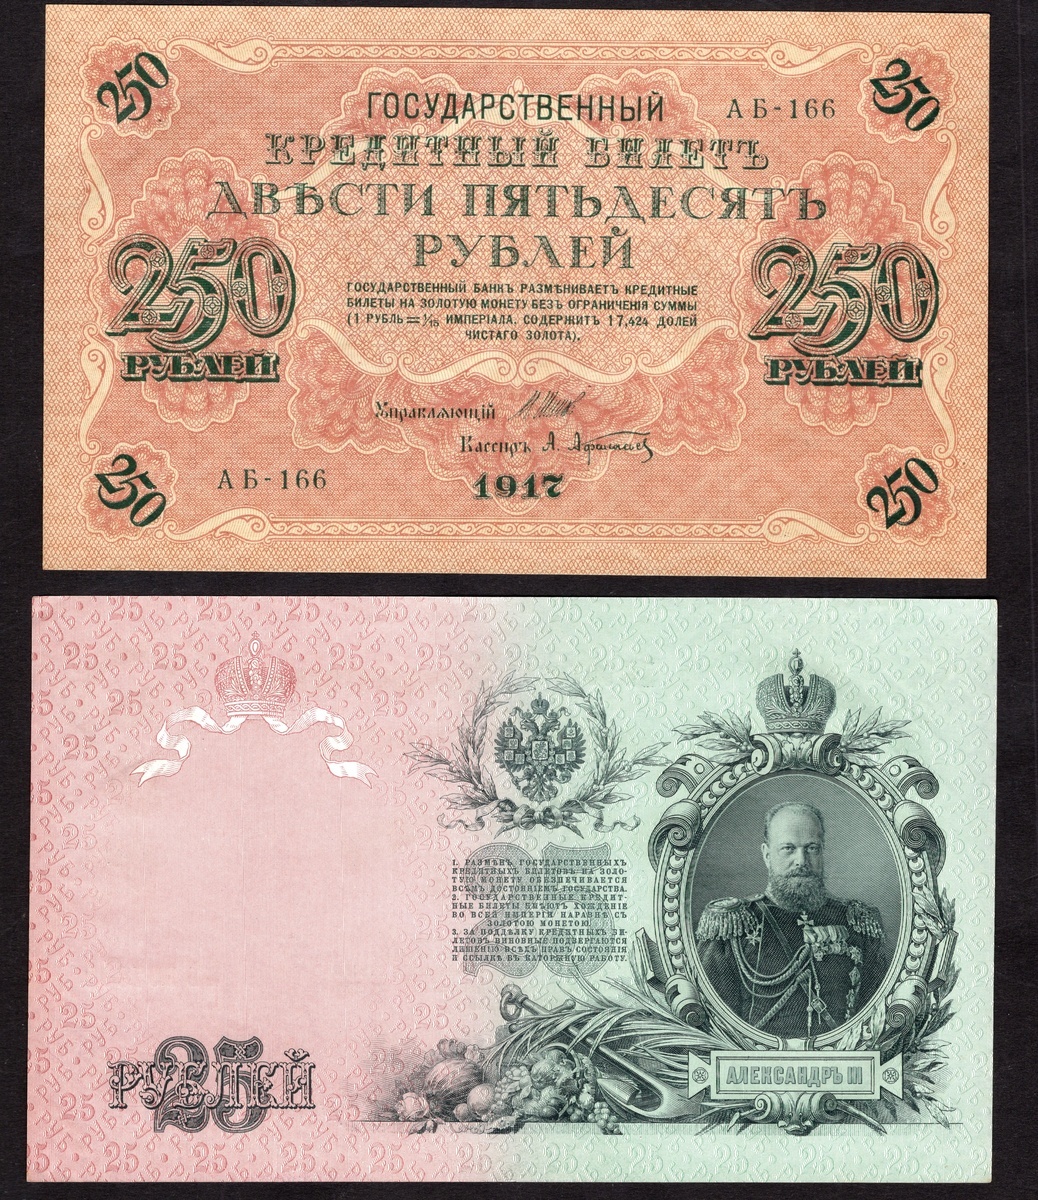 250
250
ГОСУДАРСТВЕННЫЙ
АБ-166
КРЕДИТНЫЙ БИЛЕТЪ
ДВѢСТИ ПЯТЬДЕСЯТЪ
РУБЛЕЙ
250
РУБЛЕЙ
250
РУБЛЕЙ
ГОСУДАРСТВЕННЫЙ БАНКЪ РАЗМѢНИВАЕТЪ КРЕДИТНЫЕ
БИЛЕТЫ НА ЗОЛОТУЮ МОНЕТУ БЕЗЪ ОГРАНИЧЕНІЯ СУММЫ
(1 РУБЛЬ = 1/15 ИМПЕРІАЛА, СОДЕРЖИТЪ 17,424 ДОЛЕЙ
ЧИСТАГО ЗОЛОТА).
Управляющій
Кассиръ А. Афанасьев
АБ-166
1917
250
250
25 РУБ
25
1. РАЗМѢНЪ ГОСУДАРСТВЕННЫХЪ
КРЕДИТНЫХЪ БИЛЕТОВЪ НА ЗОЛО-
ТУЮ МОНЕТУ ОБЕЗПЕЧИВАЕТСЯ
ВСѢМЪ ДОСТОЯНІЕМЪ ГОСУДАРСТВА.
2. ГОСУДАРСТВЕННЫЕ КРЕДИТ-
НЫЕ БИЛЕТЫ ИМѢЮТЪ ХОЖДЕНІЕ
ВО ВСЕЙ ИМПЕРІИ НАРАВНѢ СЪ
ЗОЛОТОЮ МОНЕТОЮ.
3. ЗА ПОДДѢЛКУ КРЕДИТНЫХЪ БИ-
ЛЕТОВЪ ВИНОВНЫЕ ПОДВЕРГАЮТСЯ
ЛИШЕНІЮ ВСѢХЪ ПРАВЪ СОСТОЯНІЯ
И ССЫЛКѢ ВЪ КАТОРЖНУЮ РАБОТУ.
25
РУБЛЕЙ
АЛЕКСАНДРЪ III